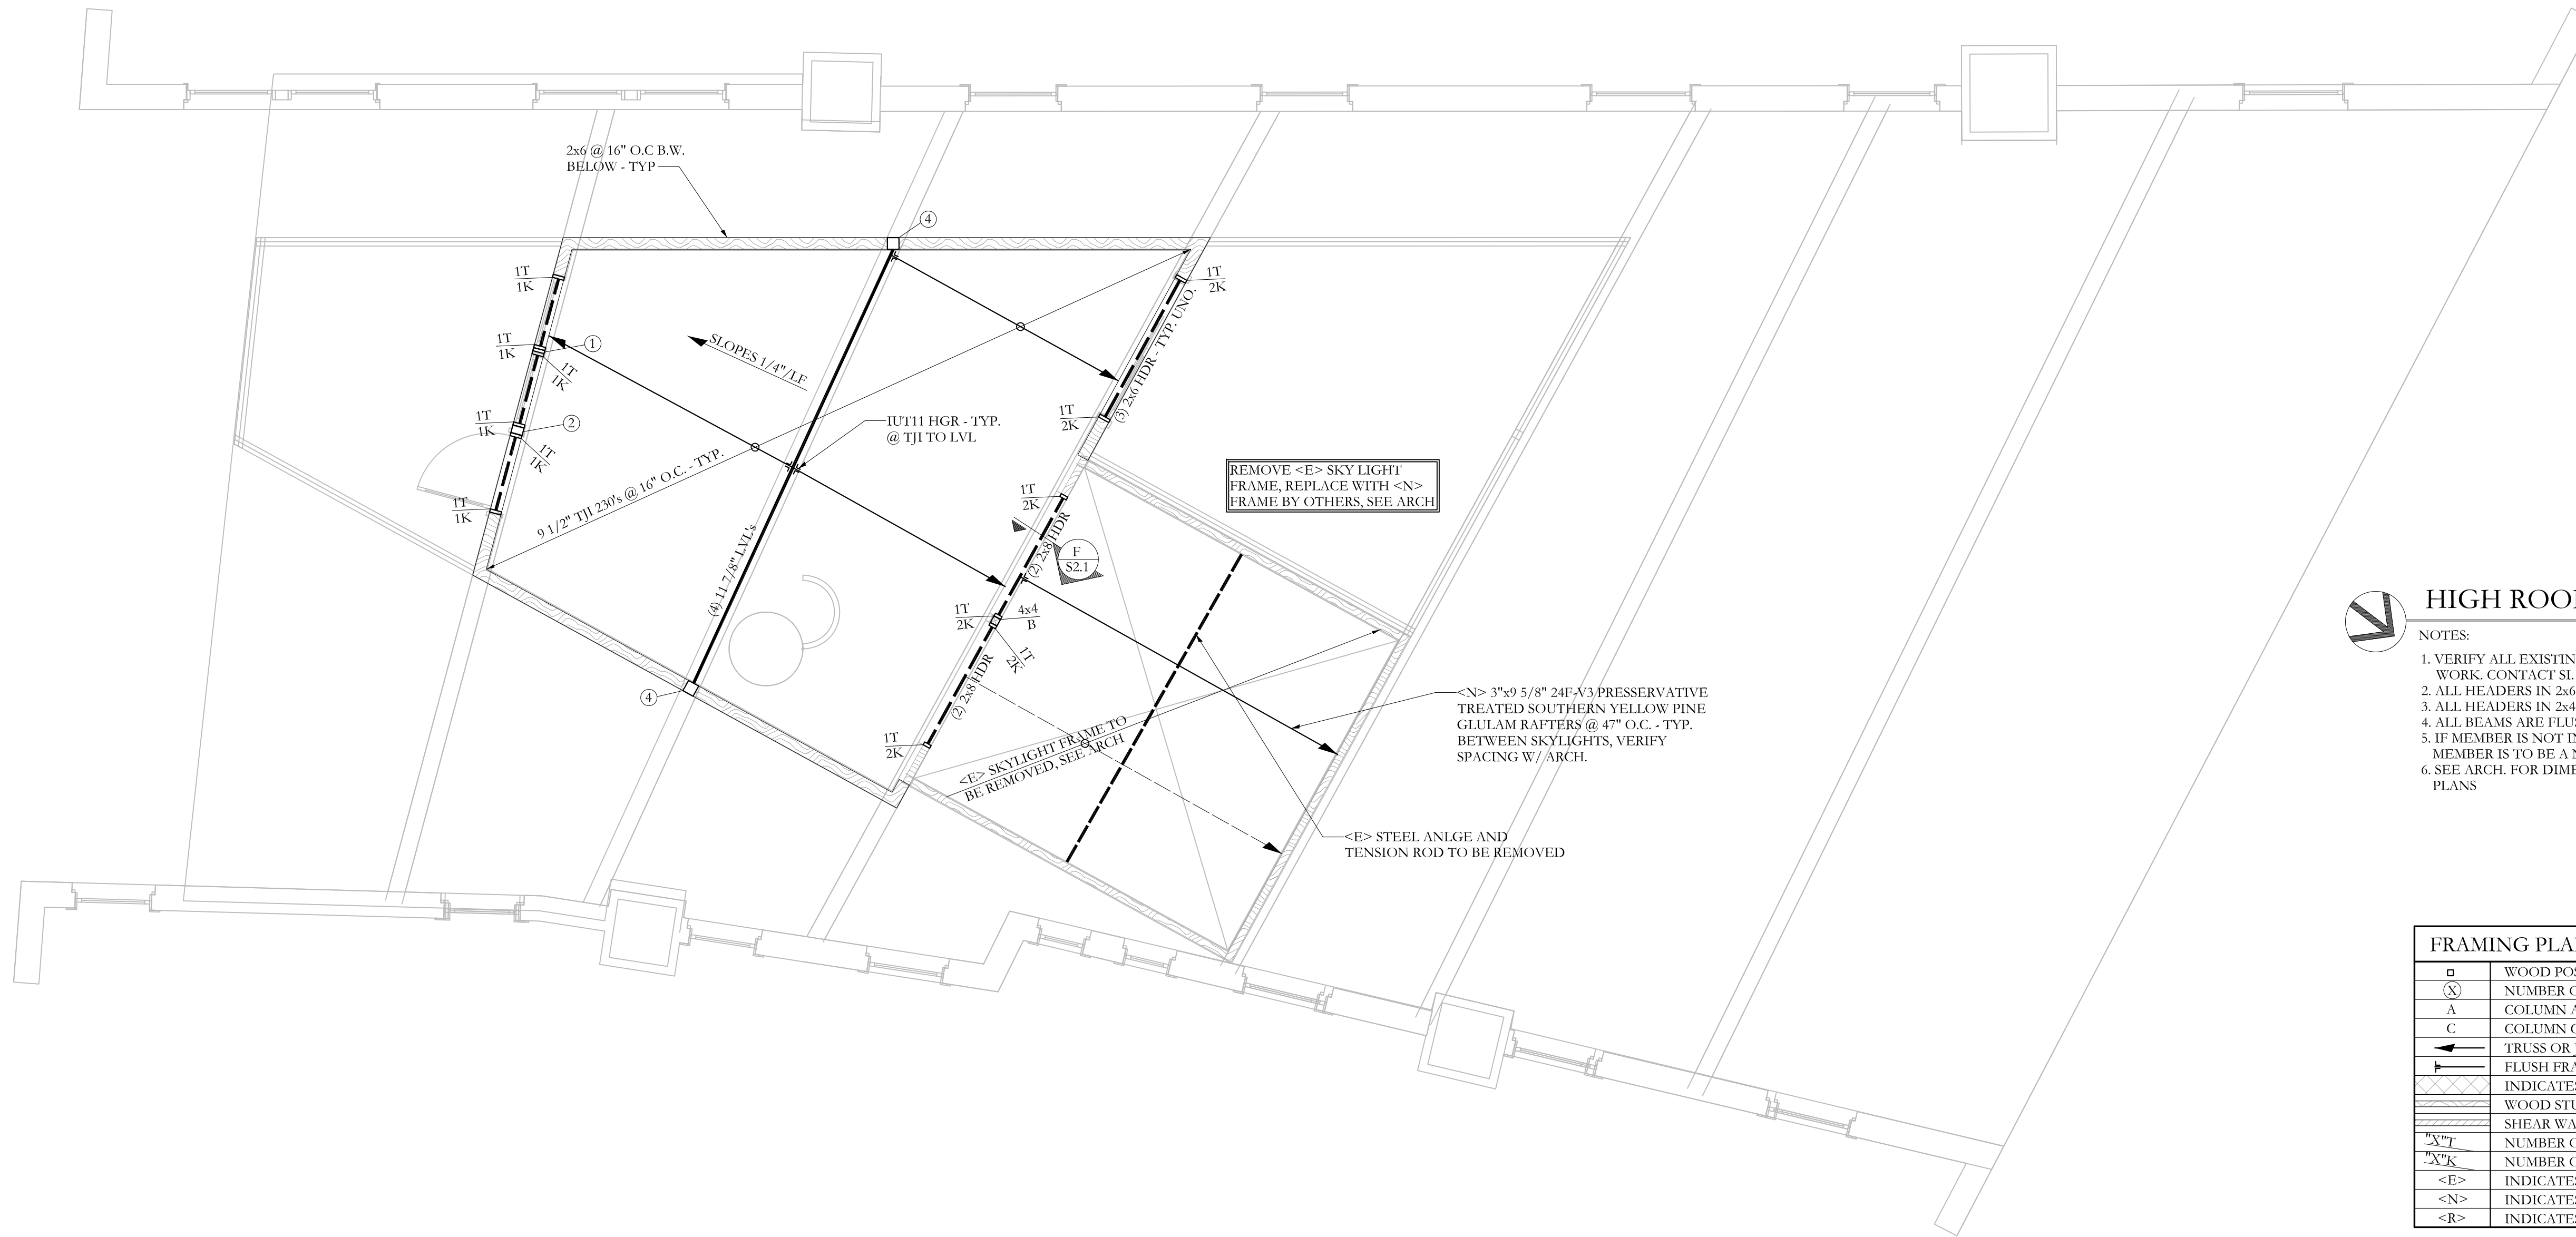 2x6 @ 16" O.C B.W.
BELOW - TYP
4
1T
1K
1T
1K
1
1T
1K
1T
1K
2
1T
1K
1T
1K
SLOPES 1/4"/LF
1T
2K
(3) 2x6 HDR - TYP. UNO.
1T
2K
IUT11 HGR - TYP.
@ TJI TO LVL
9 1/2" TJI 230's @ 16" O.C. - TYP.
(4) 11 7/8" LVL's
4
REMOVE <E> SKY LIGHT
FRAME, REPLACE WITH <N>
FRAME BY OTHERS, SEE ARCH
1T
2K
(2) 2x8 HDR
F
S2.1
1T
2K
4x4
B
1T
2K
(2) 2x8 HDR
1T
2K
<E> SKYLIGHT FRAME TO
BE REMOVED, SEE ARCH
<N> 3"x9 5/8" 24F-V3 PRESSERVATIVE
TREATED SOUTHERN YELLOW PINE
GLULAM RAFTERS @ 47" O.C. - TYP.
BETWEEN SKYLIGHTS, VERIFY
SPACING W/ ARCH.
<E> STEEL ANLGE AND
TENSION ROD TO BE REMOVED
HIGH ROO
NOTES:
1. VERIFY ALL EXISTIN
WORK. CONTACT SI.
2. ALL HEADERS IN 2x6
3. ALL HEADERS IN 2x4
4. ALL BEAMS ARE FLU
5. IF MEMBER IS NOT IN
MEMBER IS TO BE A N
6. SEE ARCH. FOR DIME
PLANS
FRAMING PLA
WOOD POS
X NUMBER O
A COLUMN A
C COLUMN C
TRUSS OR J
FLUSH FRA
INDICATES
WOOD STU
SHEAR WA
"X"T NUMBER O
"X"K NUMBER O
<E> INDICATES
<N> INDICATES
<R> INDICATES